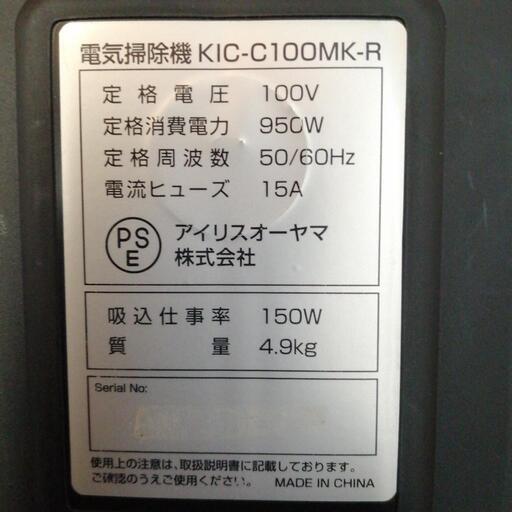 電気掃除機 KIC-C100MK-R
定格電圧 100V
定格消費電力 950W
定格周波数 50/60Hz
電流ヒューズ 15A
PS
E
アイリスオーヤマ
株式会社
吸込仕事率 150W
質量 4.9kg
Serial No:
使用上の注意は、取扱説明書に記載しております。
ご確認のうえご使用ください。 MADE IN CHINA